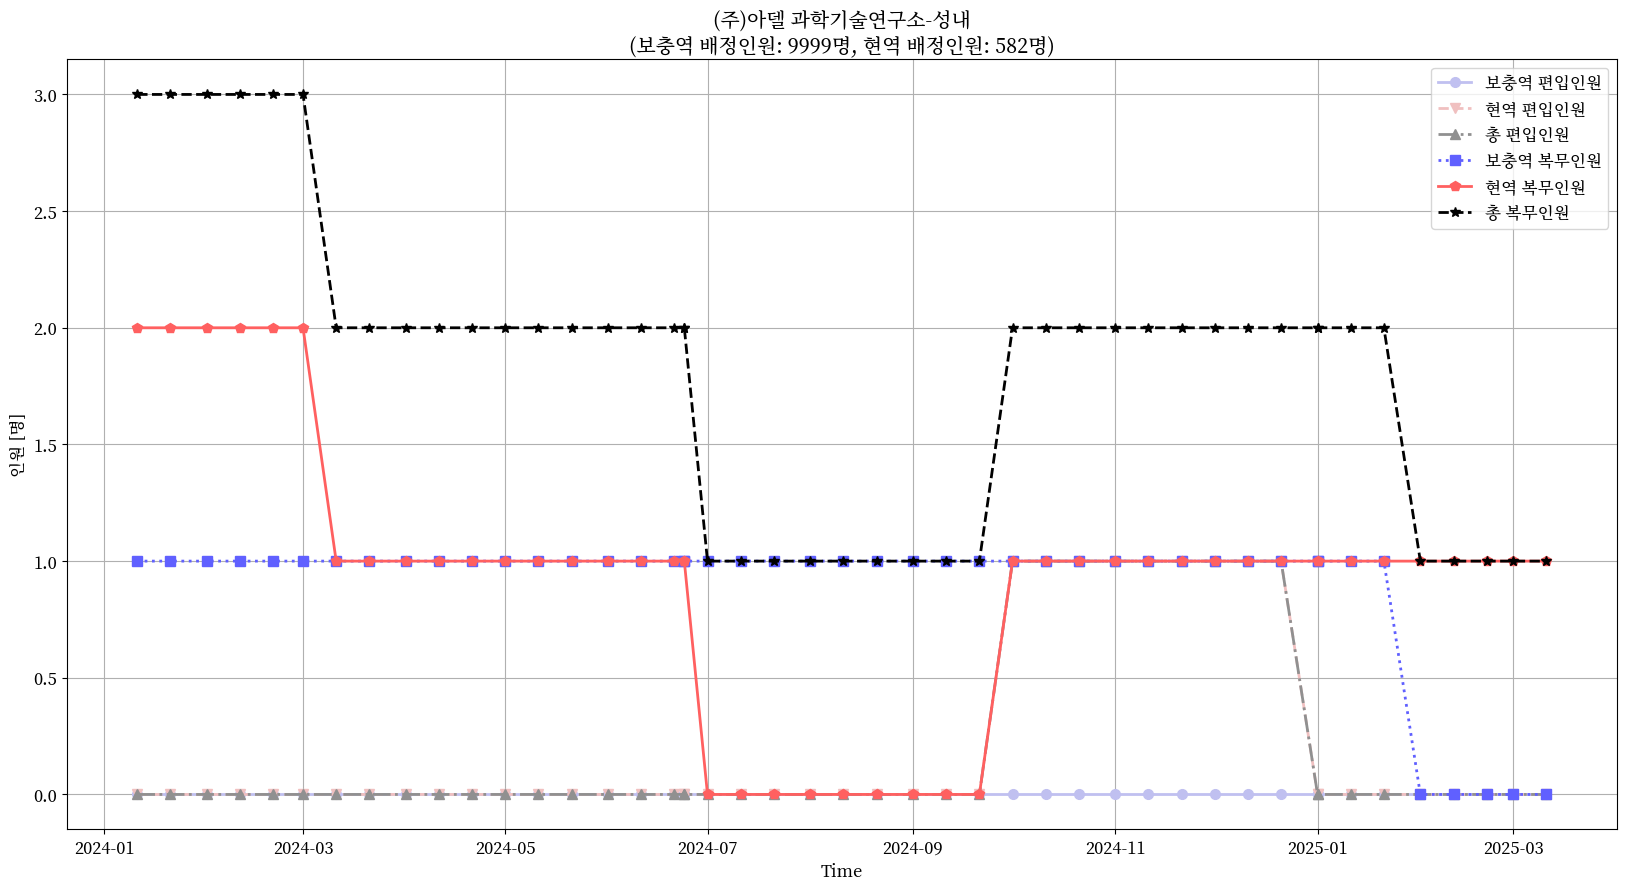 (주)아델 과학기술연구소-성내
(보충역 배정인원: 9999명, 현역 배정인원: 582명)
보충역 편입인원
현역 편입인원
총 편입인원
보충역 복무인원
현역 복무인원
총 복무인원
3.0
2.5
2.0
1.5
1.0
0.5
0.0
인원 [명]
2024-01 2024-03 2024-05 2024-07 2024-09 2024-11 2025-01 2025-03
Time